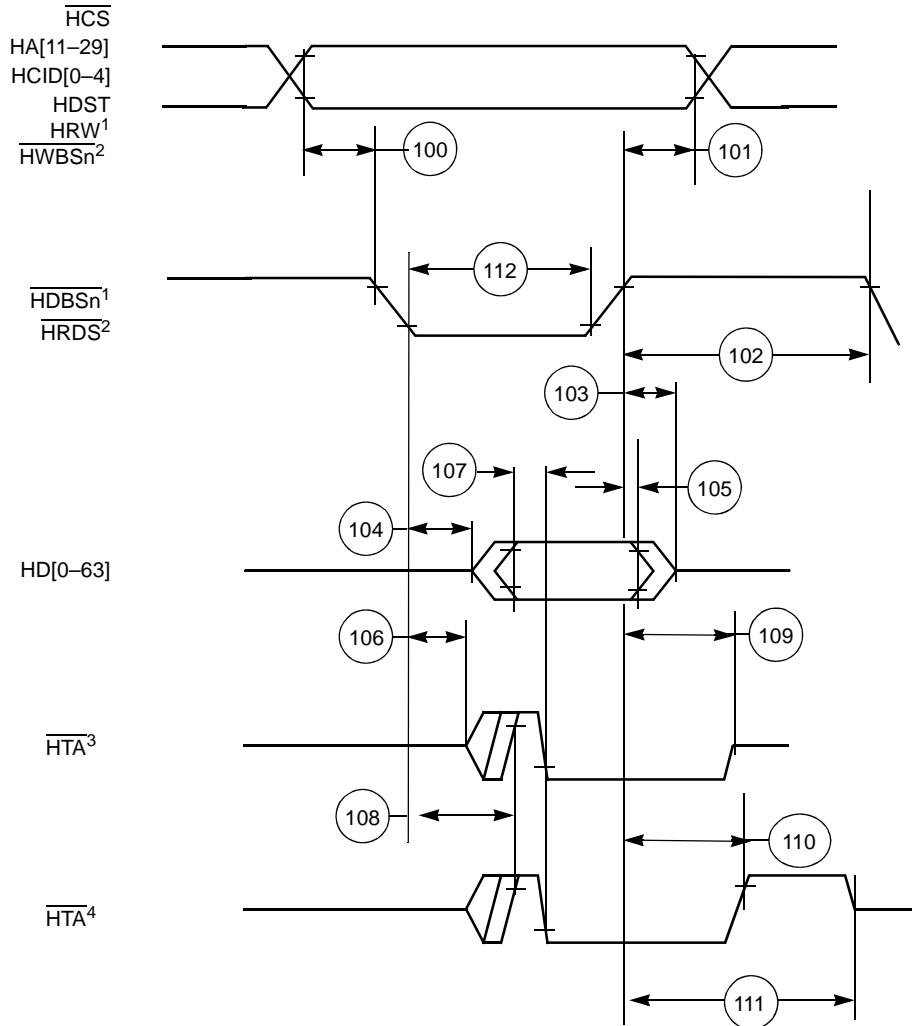 HCS
HA[11–29]
HCID[0–4]
HDST
HRW1
HWBSn2
100
101
112
HDBSn1
HRDS2
102
103
107
105
104
HD[0–63]
106
109
HTA3
108
110
HTA4
111